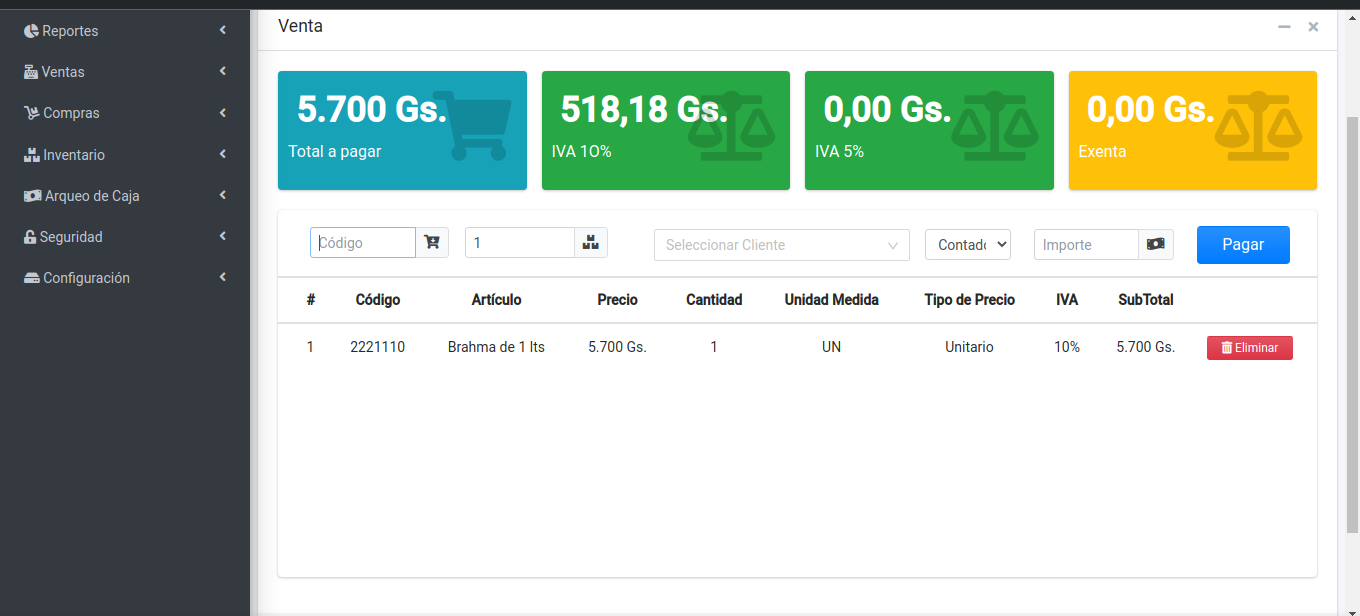 Reportes
Ventas
Compras
Inventario
Arqueo de Caja
Seguridad
Configuración
Venta
5.700 Gs.
Total a pagar
518,18 Gs.
IVA 10%
0,00 Gs.
IVA 5%
0,00 Gs.
Exenta
Código 1 Seleccionar Cliente Contado Importe Pagar
# Código Artículo Precio Cantidad Unidad Medida Tipo de Precio IVA SubTotal
1 2221110 Brahma de 1 lts 5.700 Gs. 1 UN Unitario 10% 5.700 Gs. Eliminar